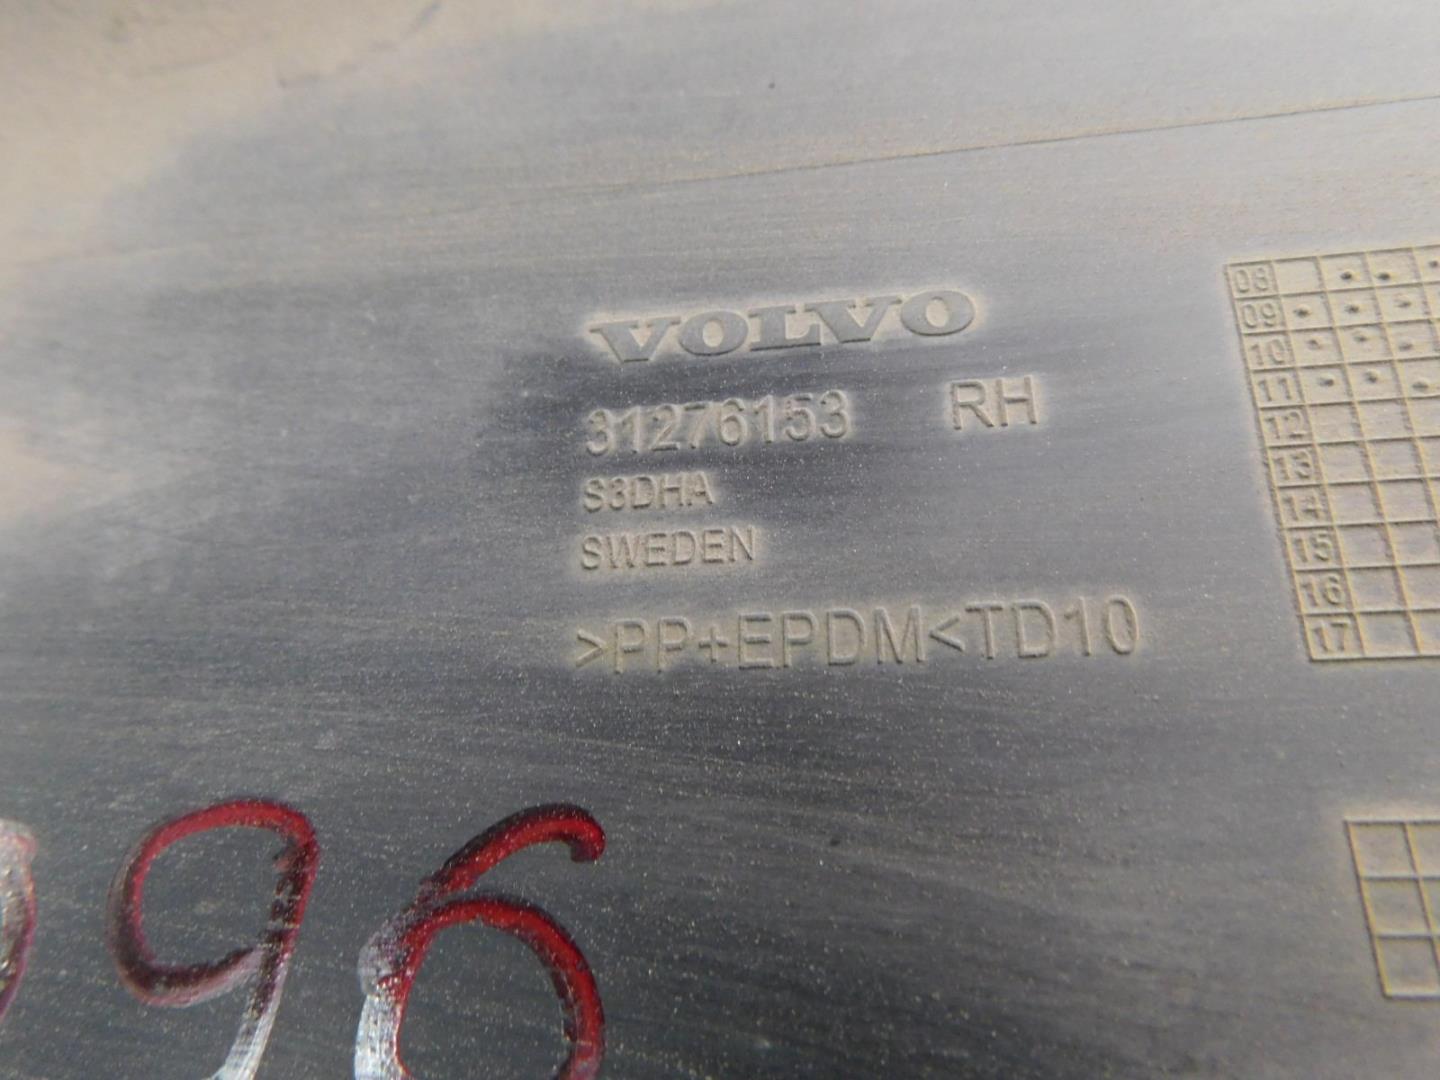 VOLVO
31276153 RH
S3DHA
SWEDEN
>PP+EPDM<TD10
08
09
10
11
12
13
14
15
16
17
96